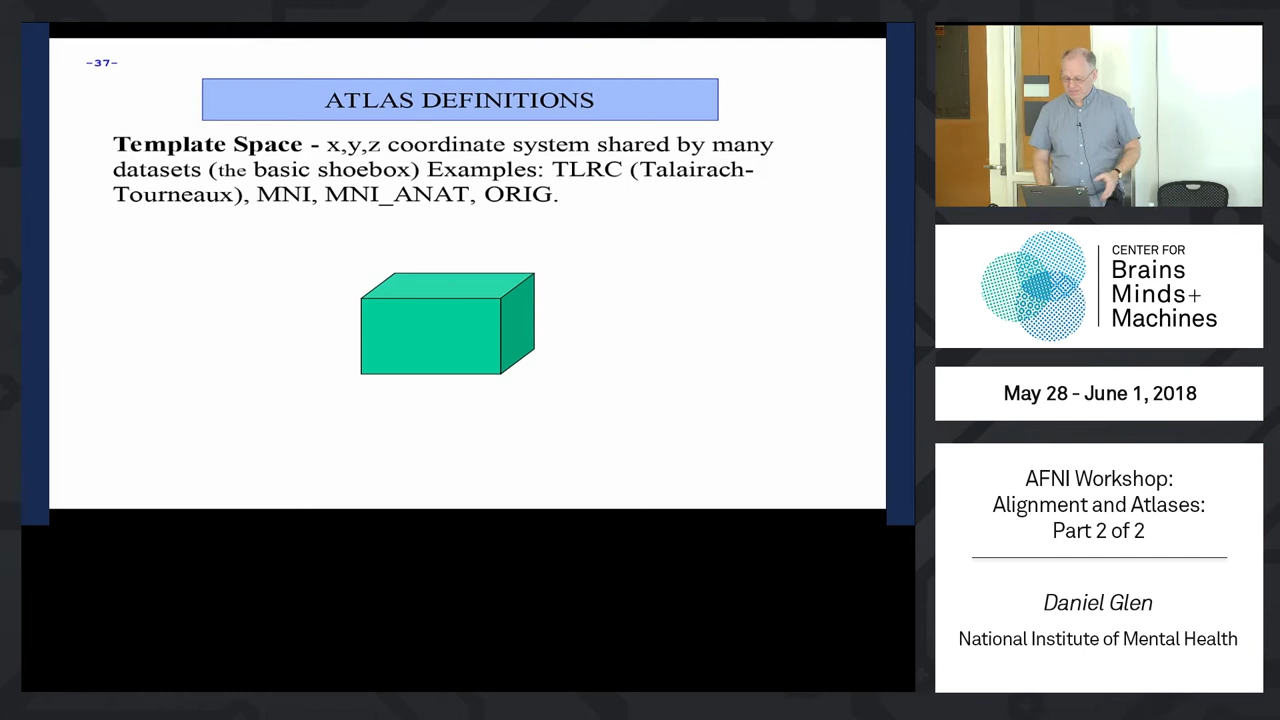 -37-
ATLAS DEFINITIONS
Template Space - x,y,z coordinate system shared by many
datasets (the basic shoebox) Examples: TLRC (Talairach-
Tourneaux), MNI, MNI_ANAT, ORIG.
CENTER FOR
Brains
Minds+
Machines
May 28 - June 1, 2018
AFNI Workshop:
Alignment and Atlases:
Part 2 of 2
Daniel Glen
National Institute of Mental Health